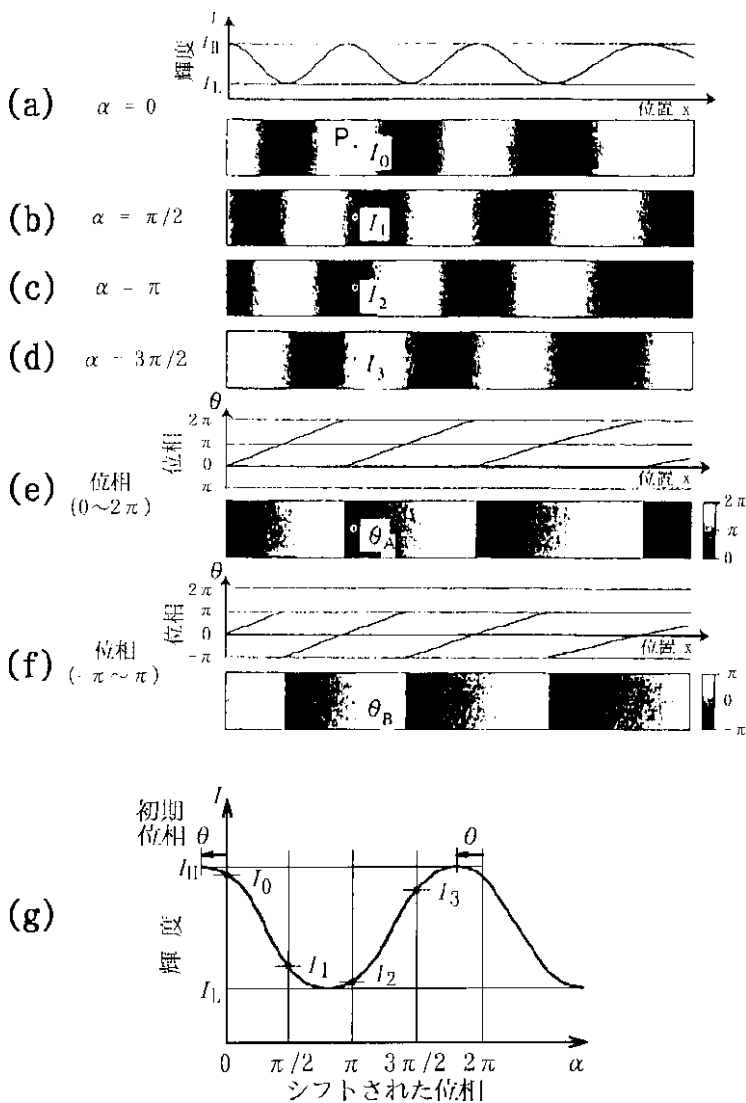 I
I_H
輝度
I_L
位置 x
(a) α = 0
P. I_0
(b) α = π/2
I_1
(c) α - π
I_2
(d) α - 3π/2
I_3
θ
2π
π
0
-π
位相
位置 x
(e) 位相
(0～2π)
θ_A
2π
π
0
θ
2π
π
0
-π
位相
位置 x
(f) 位相
(-π～π)
θ_B
π
0
-π
(g)
初期
位相 θ
I
θ
I_H
I_0
I_3
輝度
I_1
I_2
I_L
0 π/2 π 3π/2 2π α
シフトされた位相